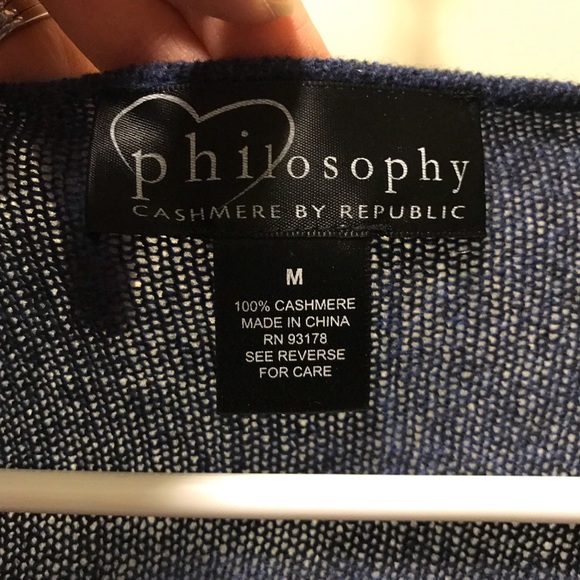 philosophy
CASHMERE BY REPUBLIC
M
100% CASHMERE
MADE IN CHINA
RN 93178
SEE REVERSE
FOR CARE